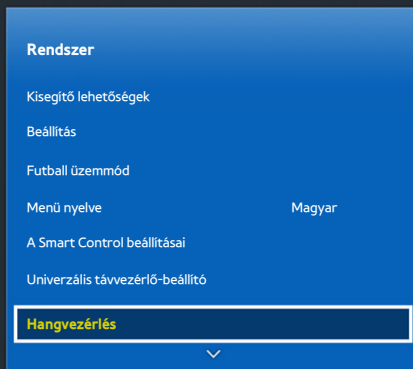 Rendszer
Kisegítő lehetőségek
Beállítás
Futball üzemmód
Menü nyelve Magyar
A Smart Control beállításai
Univerzális távvezérlő-beállító
Hangvezérlés